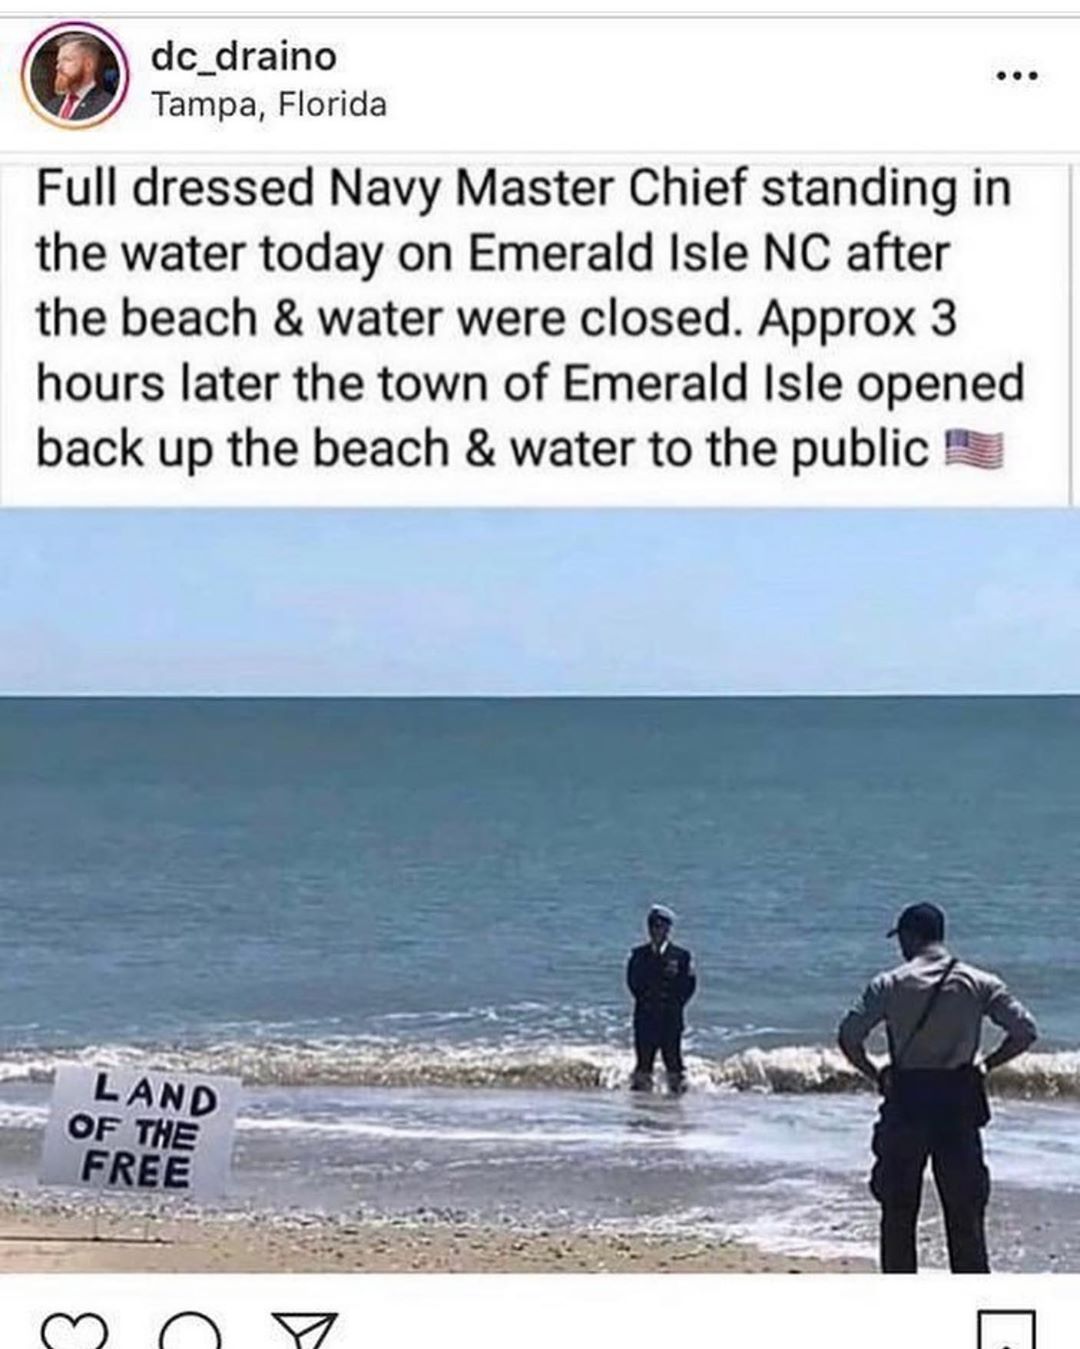 dc_draino
Tampa, Florida
Full dressed Navy Master Chief standing in
the water today on Emerald Isle NC after
the beach & water were closed. Approx 3
hours later the town of Emerald Isle opened
back up the beach & water to the public 🇺🇸
LAND
OF THE
FREE